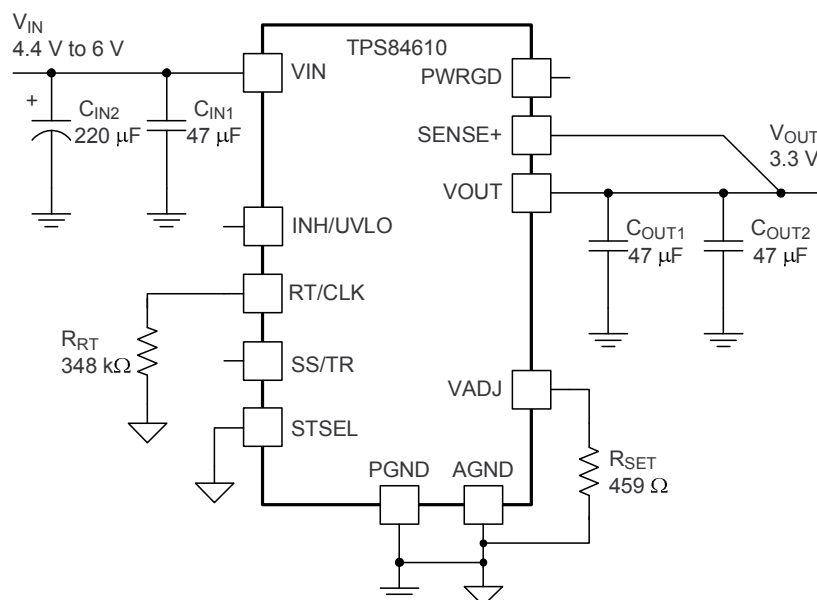 V_IN
4.4 V to 6 V
TPS84610
VIN
PWRGD
+
C_IN2
220 μF
C_IN1
47 μF
SENSE+
V_OUT
3.3 V
VOUT
INH/UVLO
C_OUT1
47 μF
C_OUT2
47 μF
RT/CLK
R_RT
348 kΩ
SS/TR
VADJ
STSEL
PGND
AGND
R_SET
459 Ω